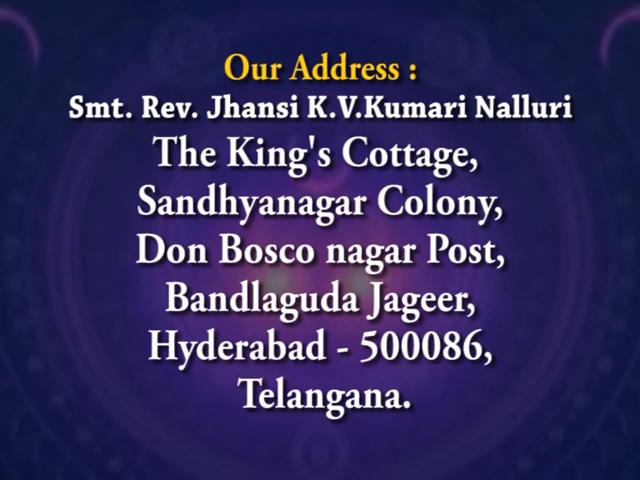 Our Address :
Smt. Rev. Jhansi K.V.Kumari Nalluri
The King's Cottage,
Sandhyanagar Colony,
Don Bosco nagar Post,
Bandlaguda Jageer,
Hyderabad - 500086,
Telangana.